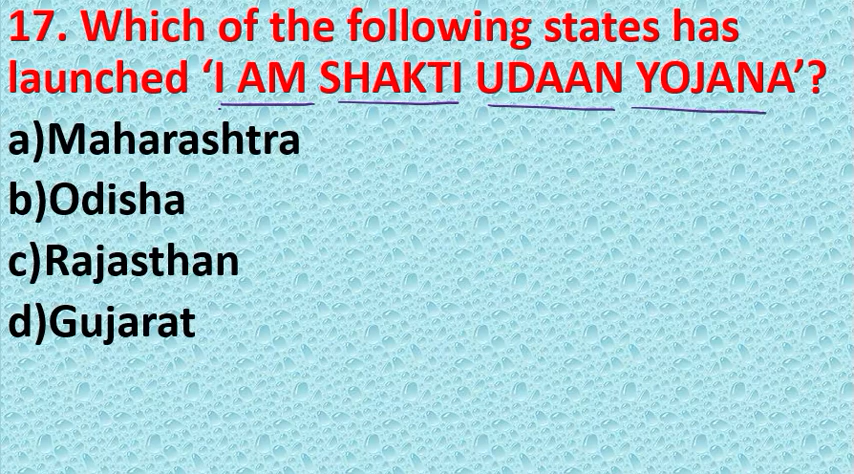 17. Which of the following states has
launched ‘I AM SHAKTI UDAAN YOJANA’?
a)Maharashtra
b)Odisha
c)Rajasthan
d)Gujarat